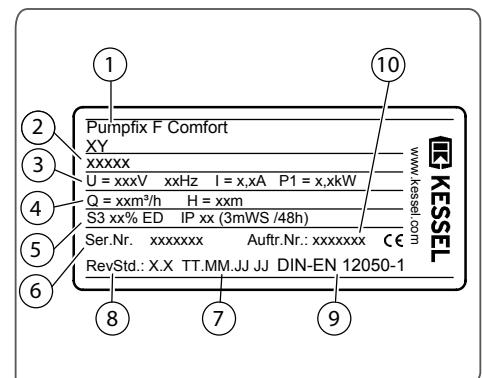 1
10
2
3
4
5
6
8
7
9
Pumpfix F Comfort
XY
xxxxx
U = xxxV xxHz I = x,xA P1 = x,xkW
Q = xxm³/h H = xxm
S3 xx% ED IP xx (3mWS /48h)
Ser.Nr. xxxxxxx Auftr.Nr.: xxxxxxx CE
RevStd.: X.X TT.MM.JJ JJ DIN-EN 12050-1
KESSEL
www.kessel.com